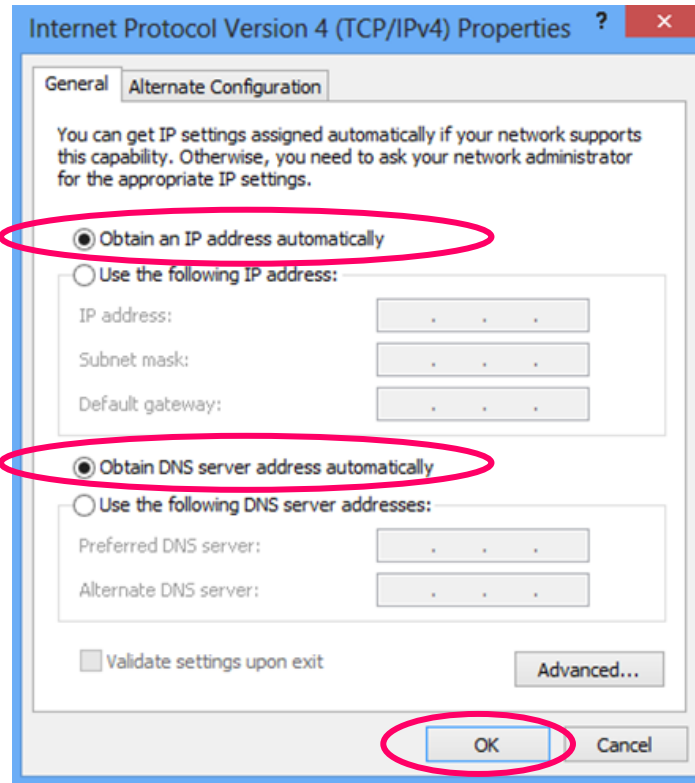 Internet Protocol Version 4 (TCP/IPv4) Properties ? ×
General Alternate Configuration
You can get IP settings assigned automatically if your network supports
this capability. Otherwise, you need to ask your network administrator
for the appropriate IP settings.
Obtain an IP address automatically
Use the following IP address:
IP address: . . .
Subnet mask: . . .
Default gateway: . . .
Obtain DNS server address automatically
Use the following DNS server addresses:
Preferred DNS server: . . .
Alternate DNS server: . . .
Validate settings upon exit
Advanced...
OK Cancel